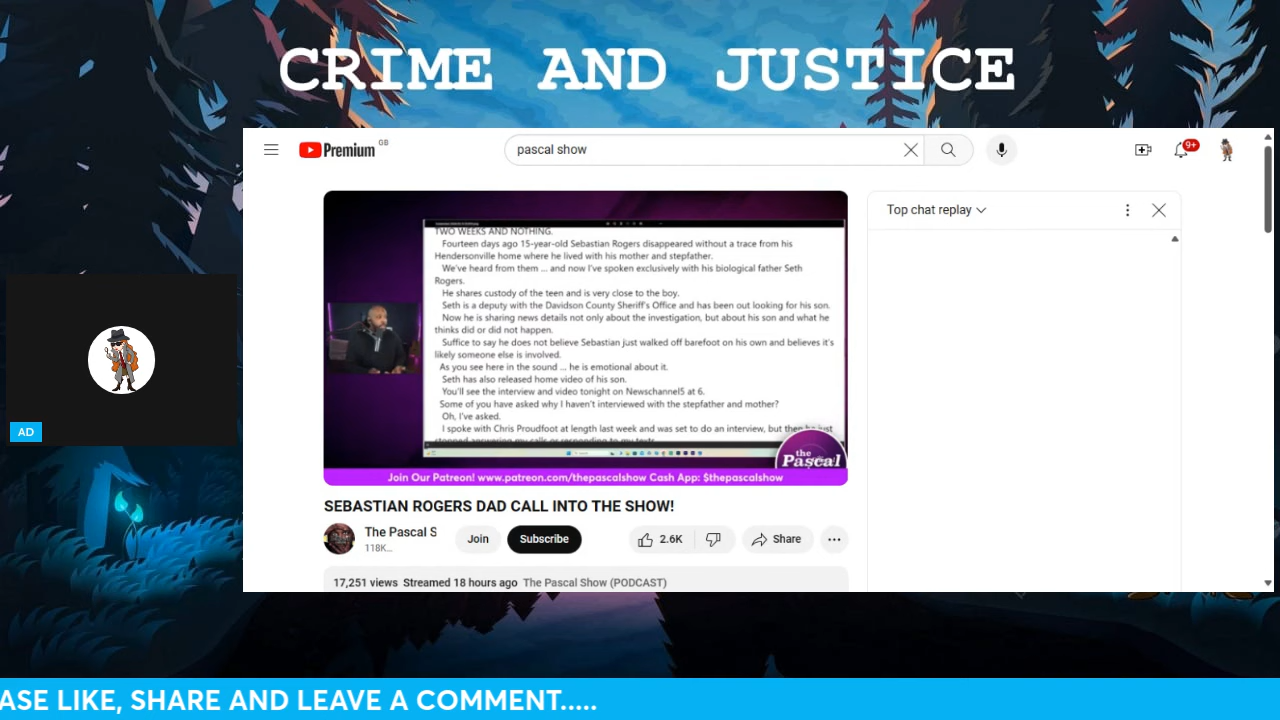 CRIME AND JUSTICE
Premium GB
pascal show
9+
Top chat replay
TWO WEEKS AND NOTHING.
Fourteen days ago 15-year-old Sebastian Rogers disappeared without a trace from his
Hendersonville home where he lived with his mother and stepfather.
We've heard from them ... and now I've spoken exclusively with his biological father Seth
Rogers.
He shares custody of the teen and is very close to the boy.
Seth is a deputy with the Davidson County Sheriff's Office and has been out looking for his son.
Now he is sharing news details not only about the investigation, but about his son and what he
thinks did or did not happen.
Suffice to say he does not believe Sebastian just walked off barefoot on his own and believes it's
likely someone else is involved.
As you see here in the sound ... he is emotional about it.
Seth has also released home video of his son.
You'll see the interview and video tonight on Newschannel5 at 6.
Some of you have asked why I haven't interviewed with the stepfather and mother?
Oh, I've asked.
I spoke with Chris Proudfoot at length last week and was set to do an interview, but then he just
stopped answering my calls or responding to my texts
the
Pascal
Join Our Patreon! www.patreon.com/thepascalshow Cash App: $thepascalshow
SEBASTIAN ROGERS DAD CALL INTO THE SHOW!
The Pascal S
118K...
Join
Subscribe
2.6K
Share
17,251 views Streamed 18 hours ago The Pascal Show (PODCAST)
AD
ASE LIKE, SHARE AND LEAVE A COMMENT.....